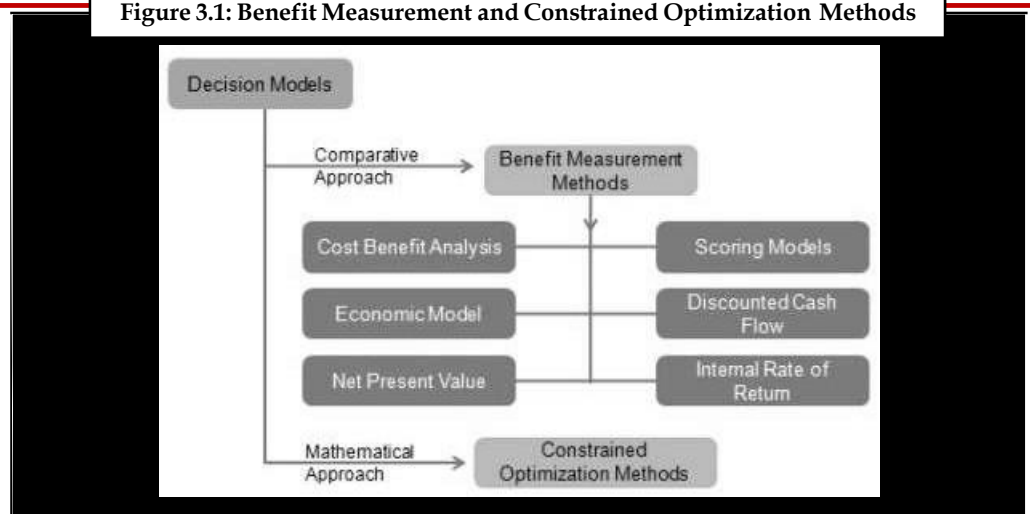 Figure 3.1: Benefit Measurement and Constrained Optimization Methods
Decision Models
Comparative
Approach
Benefit Measurement
Methods
Cost Benefit Analysis
Scoring Models
Economic Model
Discounted Cash
Flow
Net Present Value
Internal Rate of
Return
Mathematical
Approach
Constrained
Optimization Methods